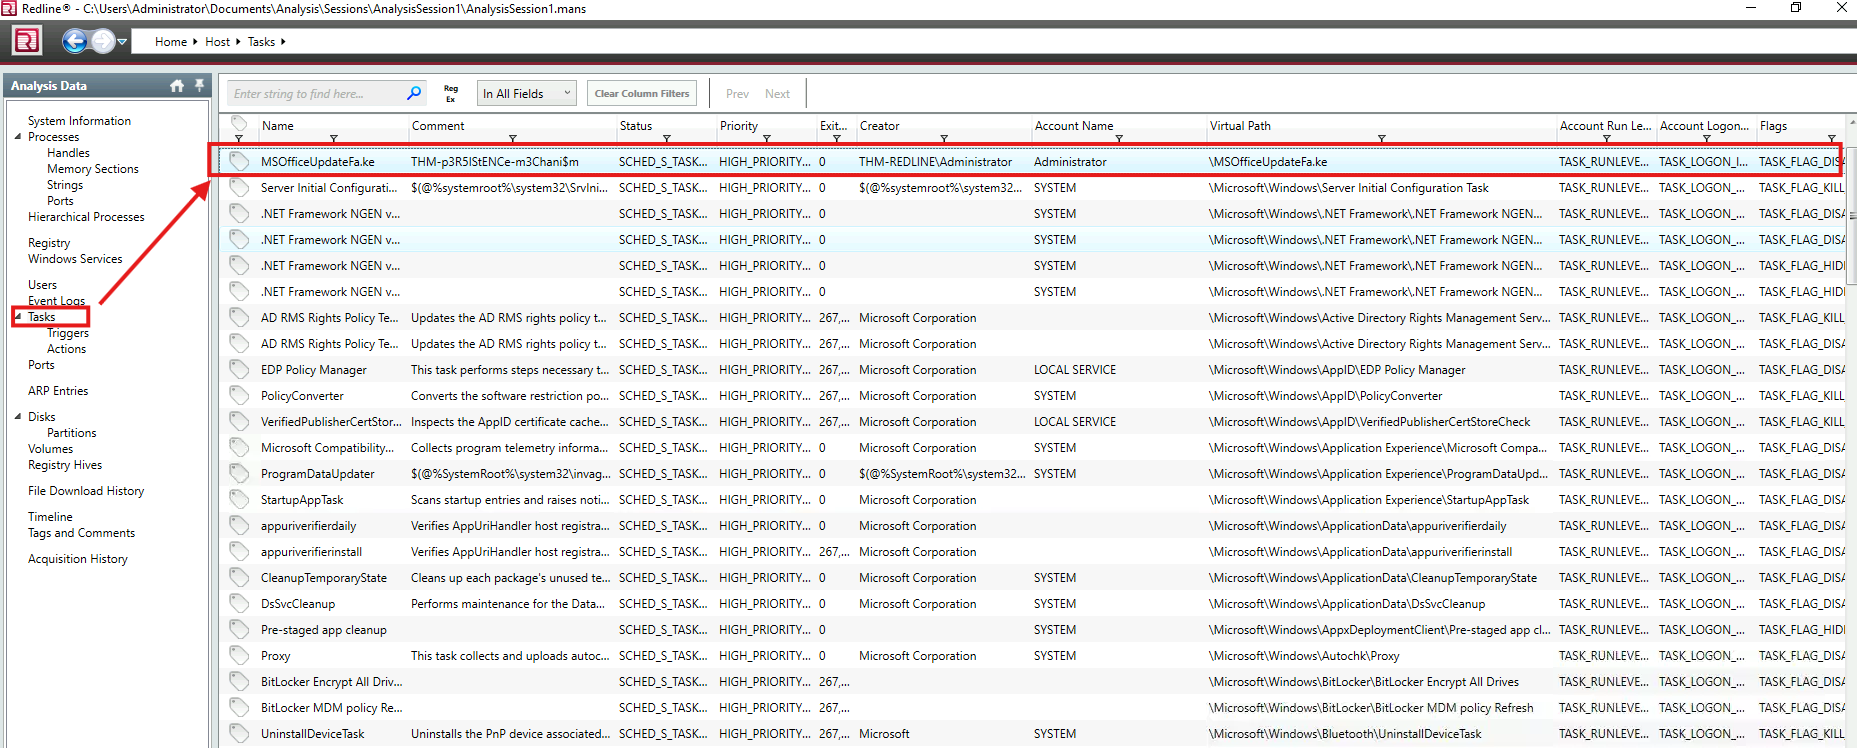 Redline® - C:\Users\Administrator\Documents\Analysis\Sessions\AnalysisSession1\AnalysisSession1.mans
Home Host Tasks
Analysis Data
System Information
Processes
Handles
Memory Sections
Strings
Ports
Hierarchical Processes
Registry
Windows Services
Users
Event Logs
Tasks
Triggers
Actions
Ports
ARP Entries
Disks
Partitions
Volumes
Registry Hives
File Download History
Timeline
Tags and Comments
Acquisition History
Enter string to find here... Reg Ex In All Fields Clear Column Filters Prev Next
Name Comment Status Priority Exit... Creator Account Name Virtual Path Account Run Le... Account Logon... Flags
MSOfficeUpdateFa.ke THM-p3R5IStENCe-m3Chani$m SCHED_S_TASK... HIGH_PRIORITY... 0 THM-REDLINE\Administrator Administrator \MSOfficeUpdateFa.ke TASK_RUNLEVE... TASK_LOGON_I... TASK_FLAG_DISA
Server Initial Configurati... $(@%systemroot%\system32\SrvIni... SCHED_S_TASK... HIGH_PRIORITY... 0 $(@%systemroot%\system32... SYSTEM \Microsoft\Windows\Server Initial Configuration Task TASK_RUNLEVE... TASK_LOGON_... TASK_FLAG_KILL
.NET Framework NGEN v... SCHED_S_TASK... HIGH_PRIORITY... 0 SYSTEM \Microsoft\Windows\.NET Framework\.NET Framework NGEN... TASK_RUNLEVE... TASK_LOGON_... TASK_FLAG_DISA
.NET Framework NGEN v... SCHED_S_TASK... HIGH_PRIORITY... 0 SYSTEM \Microsoft\Windows\.NET Framework\.NET Framework NGEN... TASK_RUNLEVE... TASK_LOGON_... TASK_FLAG_DISA
.NET Framework NGEN v... SCHED_S_TASK... HIGH_PRIORITY... 0 SYSTEM \Microsoft\Windows\.NET Framework\.NET Framework NGEN... TASK_RUNLEVE... TASK_LOGON_... TASK_FLAG_HID
.NET Framework NGEN v... SCHED_S_TASK... HIGH_PRIORITY... 0 SYSTEM \Microsoft\Windows\.NET Framework\.NET Framework NGEN... TASK_RUNLEVE... TASK_LOGON_... TASK_FLAG_HID
AD RMS Rights Policy Te... Updates the AD RMS rights policy t... SCHED_S_TASK... HIGH_PRIORITY... 267,... Microsoft Corporation \Microsoft\Windows\Active Directory Rights Management Serv... TASK_RUNLEVE... TASK_LOGON_... TASK_FLAG_KILL
AD RMS Rights Policy Te... Updates the AD RMS rights policy t... SCHED_S_TASK... HIGH_PRIORITY... 267,... Microsoft Corporation \Microsoft\Windows\Active Directory Rights Management Serv... TASK_RUNLEVE... TASK_LOGON_... TASK_FLAG_DISA
EDP Policy Manager This task performs steps necessary t... SCHED_S_TASK... HIGH_PRIORITY... 267,... Microsoft Corporation LOCAL SERVICE \Microsoft\Windows\AppID\EDP Policy Manager TASK_RUNLEVE... TASK_LOGON_... TASK_FLAG_DISA
PolicyConverter Converts the software restriction po... SCHED_S_TASK... HIGH_PRIORITY... 267,... Microsoft Corporation \Microsoft\Windows\AppID\PolicyConverter TASK_RUNLEVE... TASK_LOGON_... TASK_FLAG_KILL
VerifiedPublisherCertStor... Inspects the AppID certificate cache... SCHED_S_TASK... HIGH_PRIORITY... 267,... Microsoft Corporation LOCAL SERVICE \Microsoft\Windows\AppID\VerifiedPublisherCertStoreCheck TASK_RUNLEVE... TASK_LOGON_... TASK_FLAG_KILL
Microsoft Compatibility... Collects program telemetry informa... SCHED_S_TASK... HIGH_PRIORITY... 267,... Microsoft Corporation SYSTEM \Microsoft\Windows\Application Experience\Microsoft Compa... TASK_RUNLEVE... TASK_LOGON_... TASK_FLAG_DISA
ProgramDataUpdater $(@%SystemRoot%\system32\invag... SCHED_S_TASK... HIGH_PRIORITY... 267,... $(@%SystemRoot%\system32... SYSTEM \Microsoft\Windows\Application Experience\ProgramDataUpd... TASK_RUNLEVE... TASK_LOGON_... TASK_FLAG_DISA
StartupAppTask Scans startup entries and raises noti... SCHED_S_TASK... HIGH_PRIORITY... 0 Microsoft Corporation \Microsoft\Windows\Application Experience\StartupAppTask TASK_RUNLEVE... TASK_LOGON_... TASK_FLAG_DISA
appuriverifierdaily Verifies AppUriHandler host registra... SCHED_S_TASK... HIGH_PRIORITY... 0 Microsoft Corporation \Microsoft\Windows\ApplicationData\appuriverifierdaily TASK_RUNLEVE... TASK_LOGON_... TASK_FLAG_DISA
appuriverifierinstall Verifies AppUriHandler host registra... SCHED_S_TASK... HIGH_PRIORITY... 267,... Microsoft Corporation \Microsoft\Windows\ApplicationData\appuriverifierinstall TASK_RUNLEVE... TASK_LOGON_... TASK_FLAG_KILL
CleanupTemporaryState Cleans up each package's unused te... SCHED_S_TASK... HIGH_PRIORITY... 0 Microsoft Corporation SYSTEM \Microsoft\Windows\ApplicationData\CleanupTemporaryState TASK_RUNLEVE... TASK_LOGON_... TASK_FLAG_DISA
DsSvcCleanup Performs maintenance for the Data... SCHED_S_TASK... HIGH_PRIORITY... 0 Microsoft Corporation SYSTEM \Microsoft\Windows\ApplicationData\DsSvcCleanup TASK_RUNLEVE... TASK_LOGON_... TASK_FLAG_DISA
Pre-staged app cleanup SCHED_S_TASK... HIGH_PRIORITY... 0 SYSTEM \Microsoft\Windows\AppxDeploymentClient\Pre-staged app cl... TASK_RUNLEVE... TASK_LOGON_... TASK_FLAG_HID
Proxy This task collects and uploads autoc... SCHED_S_TASK... HIGH_PRIORITY... 0 Microsoft Corporation SYSTEM \Microsoft\Windows\Autochk\Proxy TASK_RUNLEVE... TASK_LOGON_... TASK_FLAG_DISA
BitLocker Encrypt All Driv... SCHED_S_TASK... HIGH_PRIORITY... 267,... \Microsoft\Windows\BitLocker\BitLocker Encrypt All Drives TASK_RUNLEVE... TASK_LOGON_... TASK_FLAG_DISA
BitLocker MDM policy Re... SCHED_S_TASK... HIGH_PRIORITY... 267,... \Microsoft\Windows\BitLocker\BitLocker MDM policy Refresh TASK_RUNLEVE... TASK_LOGON_... TASK_FLAG_DISA
UninstallDeviceTask Uninstalls the PnP device associated... SCHED_S_TASK... HIGH_PRIORITY... 267,... Microsoft SYSTEM \Microsoft\Windows\Bluetooth\UninstallDeviceTask TASK_RUNLEVE... TASK_LOGON_... TASK_FLAG_KILL